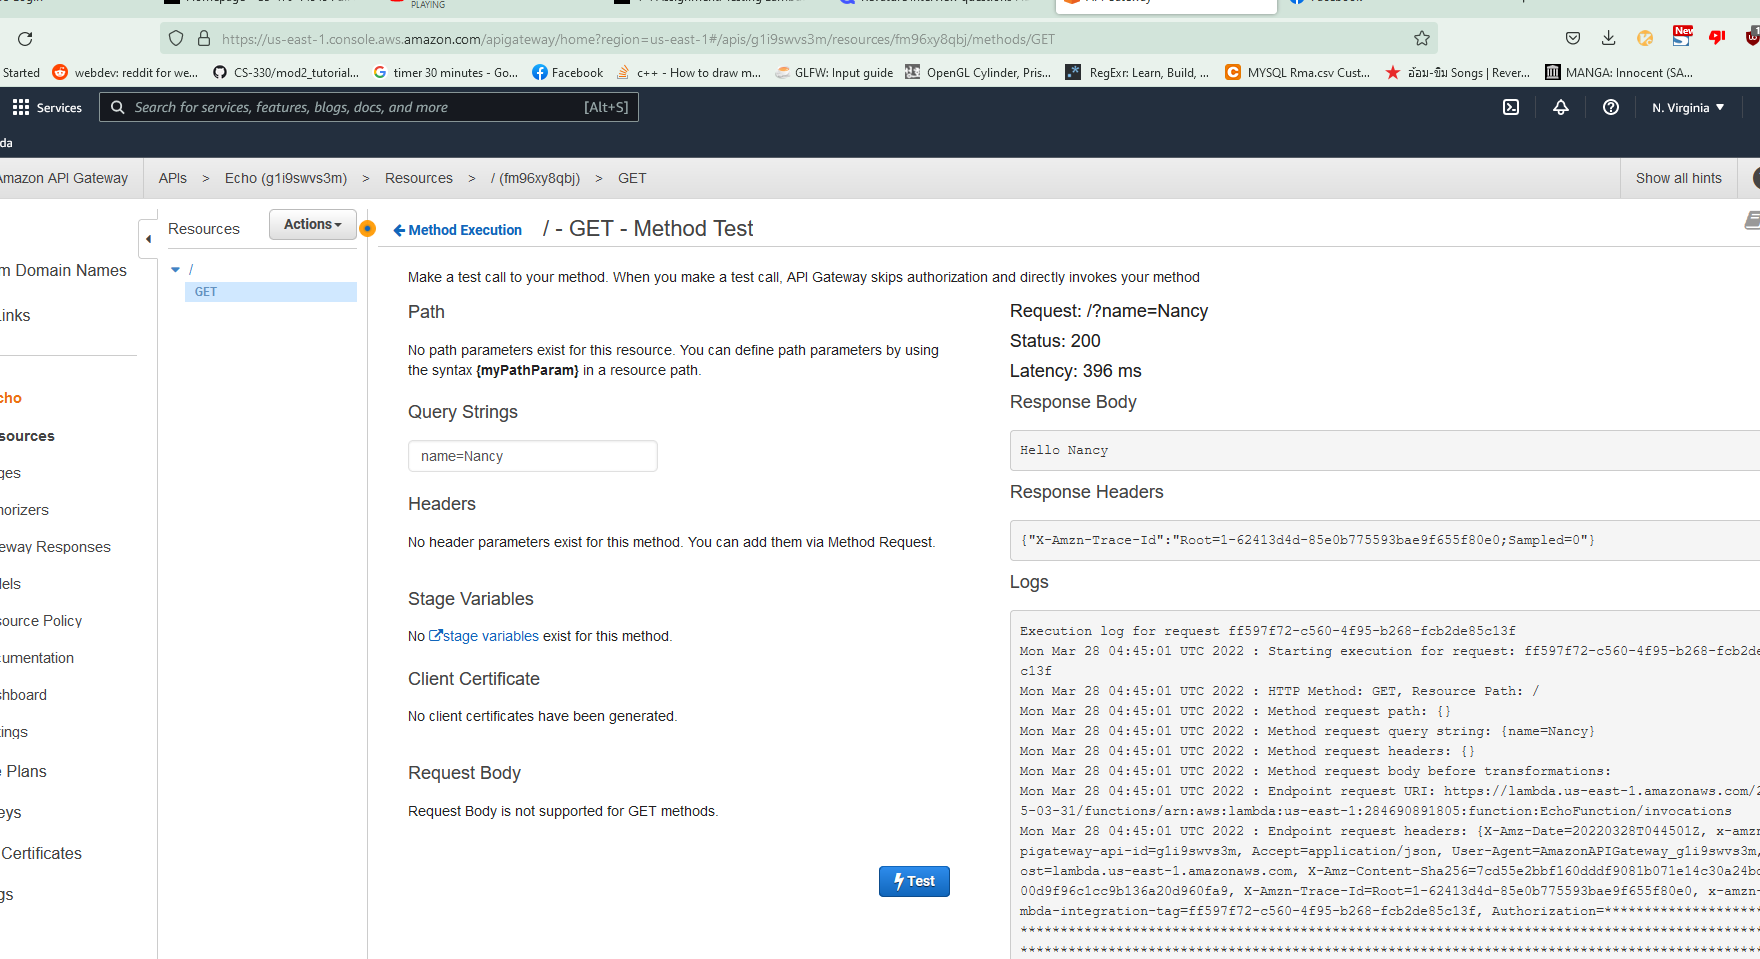 PLAYING
https://us-east-1.console.aws.amazon.com/apigateway/home?region=us-east-1#/apis/g1i9swvs3m/resources/fm96xy8qbj/methods/GET
New
Started webdev: reddit for we... CS-330/mod2_tutorial... timer 30 minutes - Go... Facebook c++ - How to draw m... GLFW: Input guide OpenGL Cylinder, Pris... RegExr: Learn, Build, ... MYSQL Rma.csv Cust... อ้อม-ขิม Songs | Rever... MANGA: Innocent (SA...
Services Search for services, features, blogs, docs, and more [Alt+S] N. Virginia
da
Amazon API Gateway APIs > Echo (g1i9swvs3m) > Resources > / (fm96xy8qbj) > GET Show all hints
Resources Actions Method Execution / - GET - Method Test
m Domain Names
/
GET
inks
cho
sources
ges
horizers
eway Responses
els
source Policy
umentation
shboard
tings
e Plans
eys
Certificates
gs
Make a test call to your method. When you make a test call, API Gateway skips authorization and directly invokes your method
Path
No path parameters exist for this resource. You can define path parameters by using
the syntax {myPathParam} in a resource path.
Query Strings
name=Nancy
Headers
No header parameters exist for this method. You can add them via Method Request.
Stage Variables
No stage variables exist for this method.
Client Certificate
No client certificates have been generated.
Request Body
Request Body is not supported for GET methods.
Test
Request: /?name=Nancy
Status: 200
Latency: 396 ms
Response Body
Hello Nancy
Response Headers
{"X-Amzn-Trace-Id":"Root=1-62413d4d-85e0b775593bae9f655f80e0;Sampled=0"}
Logs
Execution log for request ff597f72-c560-4f95-b268-fcb2de85c13f
Mon Mar 28 04:45:01 UTC 2022 : Starting execution for request: ff597f72-c560-4f95-b268-fcb2de
c13f
Mon Mar 28 04:45:01 UTC 2022 : HTTP Method: GET, Resource Path: /
Mon Mar 28 04:45:01 UTC 2022 : Method request path: {}
Mon Mar 28 04:45:01 UTC 2022 : Method request query string: {name=Nancy}
Mon Mar 28 04:45:01 UTC 2022 : Method request headers: {}
Mon Mar 28 04:45:01 UTC 2022 : Method request body before transformations:
Mon Mar 28 04:45:01 UTC 2022 : Endpoint request URI: https://lambda.us-east-1.amazonaws.com/2
5-03-31/functions/arn:aws:lambda:us-east-1:284690891805:function:EchoFunction/invocations
Mon Mar 28 04:45:01 UTC 2022 : Endpoint request headers: {X-Amz-Date=20220328T044501Z, x-amzn
pigateway-api-id=g1i9swvs3m, Accept=application/json, User-Agent=AmazonAPIGateway_g1i9swvs3m,
ost=lambda.us-east-1.amazonaws.com, X-Amz-Content-Sha256=7cd55e2bbf160dddf9081b071e14c30a24bd
00d9f96c1cc9b136a20d960fa9, X-Amzn-Trace-Id=Root=1-62413d4d-85e0b775593bae9f655f80e0, x-amzn-
mbda-integration-tag=ff597f72-c560-4f95-b268-fcb2de85c13f, Authorization=********************